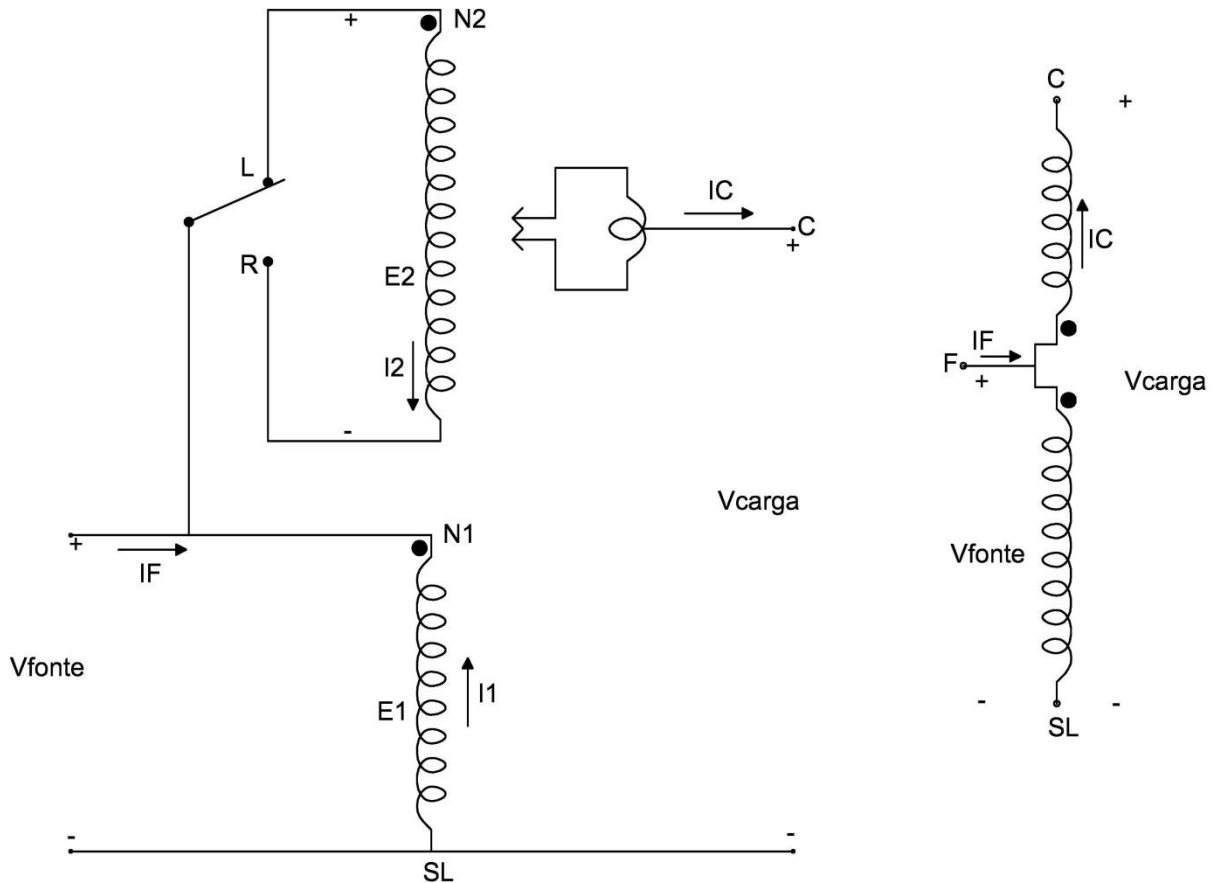 +
N2
L
R
E2
I2
-
IC
C
+
+
IF
N1
Vfonte
E1
I1
Vcarga
-
-
SL
C
+
IC
F
IF
+
Vcarga
Vfonte
-
-
SL